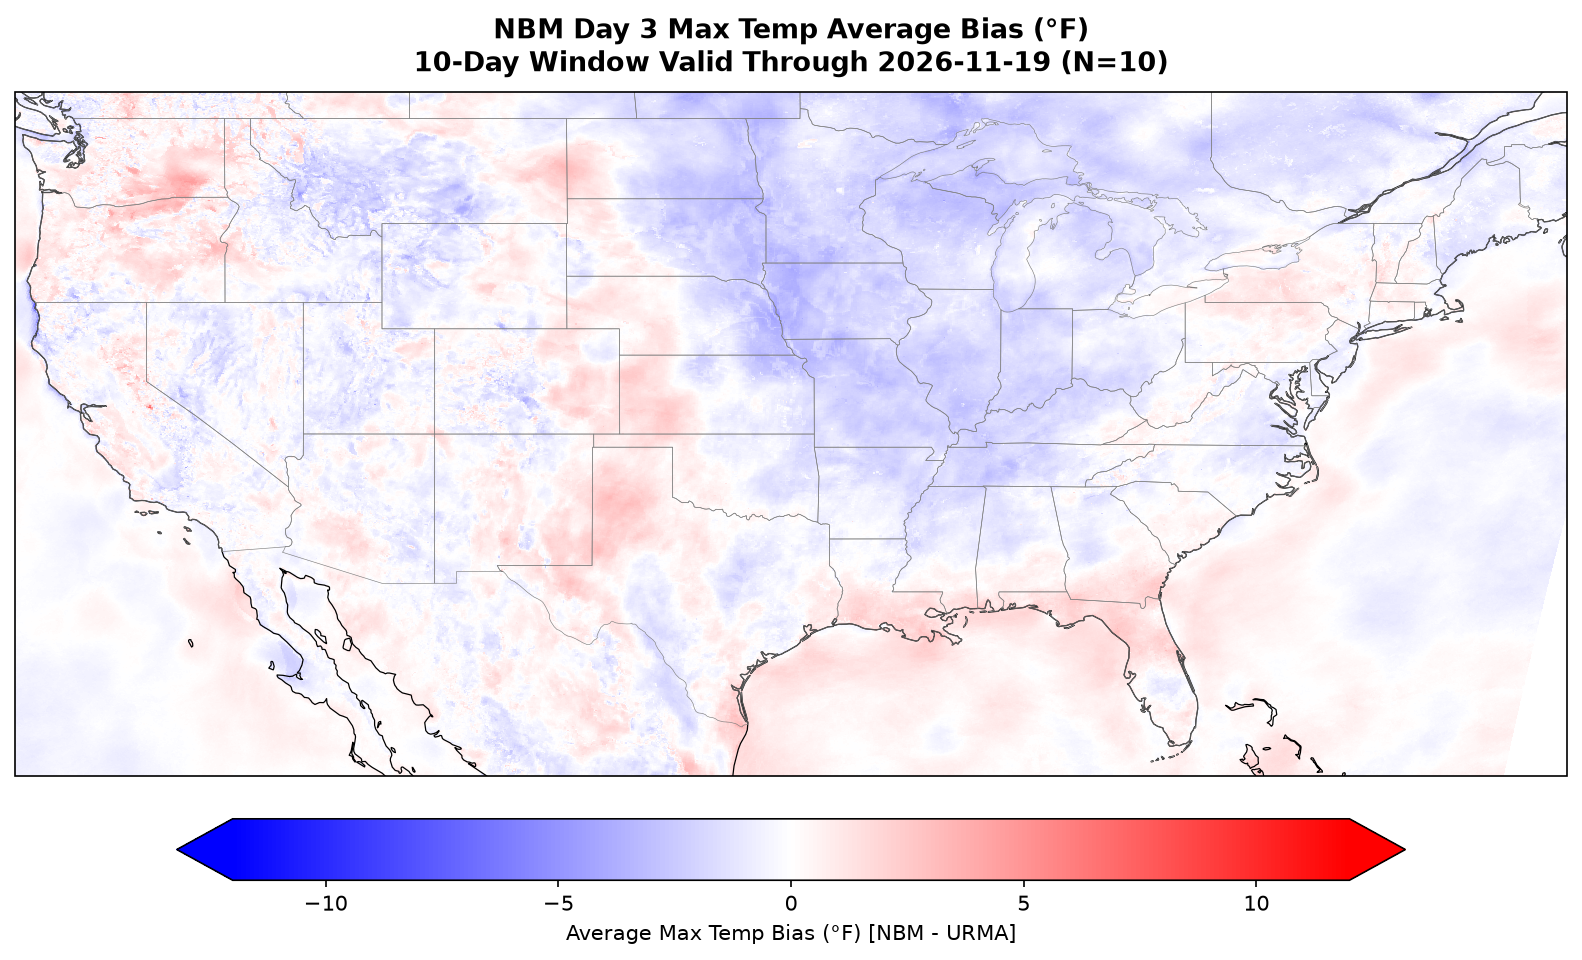 NBM Day 3 Max Temp Average Bias (°F)
10-Day Window Valid Through 2026-11-19 (N=10)
−10 −5 0 5 10
Average Max Temp Bias (°F) [NBM - URMA]